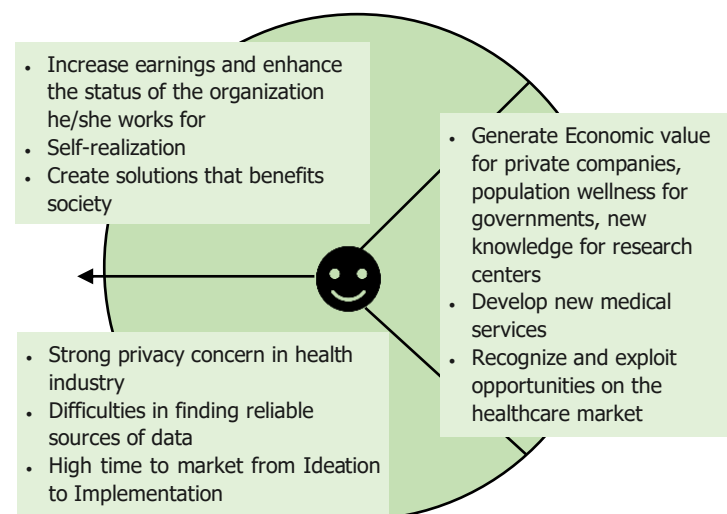 • Increase earnings and enhance
the status of the organization
he/she works for
• Self-realization
• Create solutions that benefits
society
• Generate Economic value
for private companies,
population wellness for
governments, new
knowledge for research
centers
• Develop new medical
services
• Recognize and exploit
opportunities on the
healthcare market
• Strong privacy concern in health
industry
• Difficulties in finding reliable
sources of data
• High time to market from Ideation
to Implementation